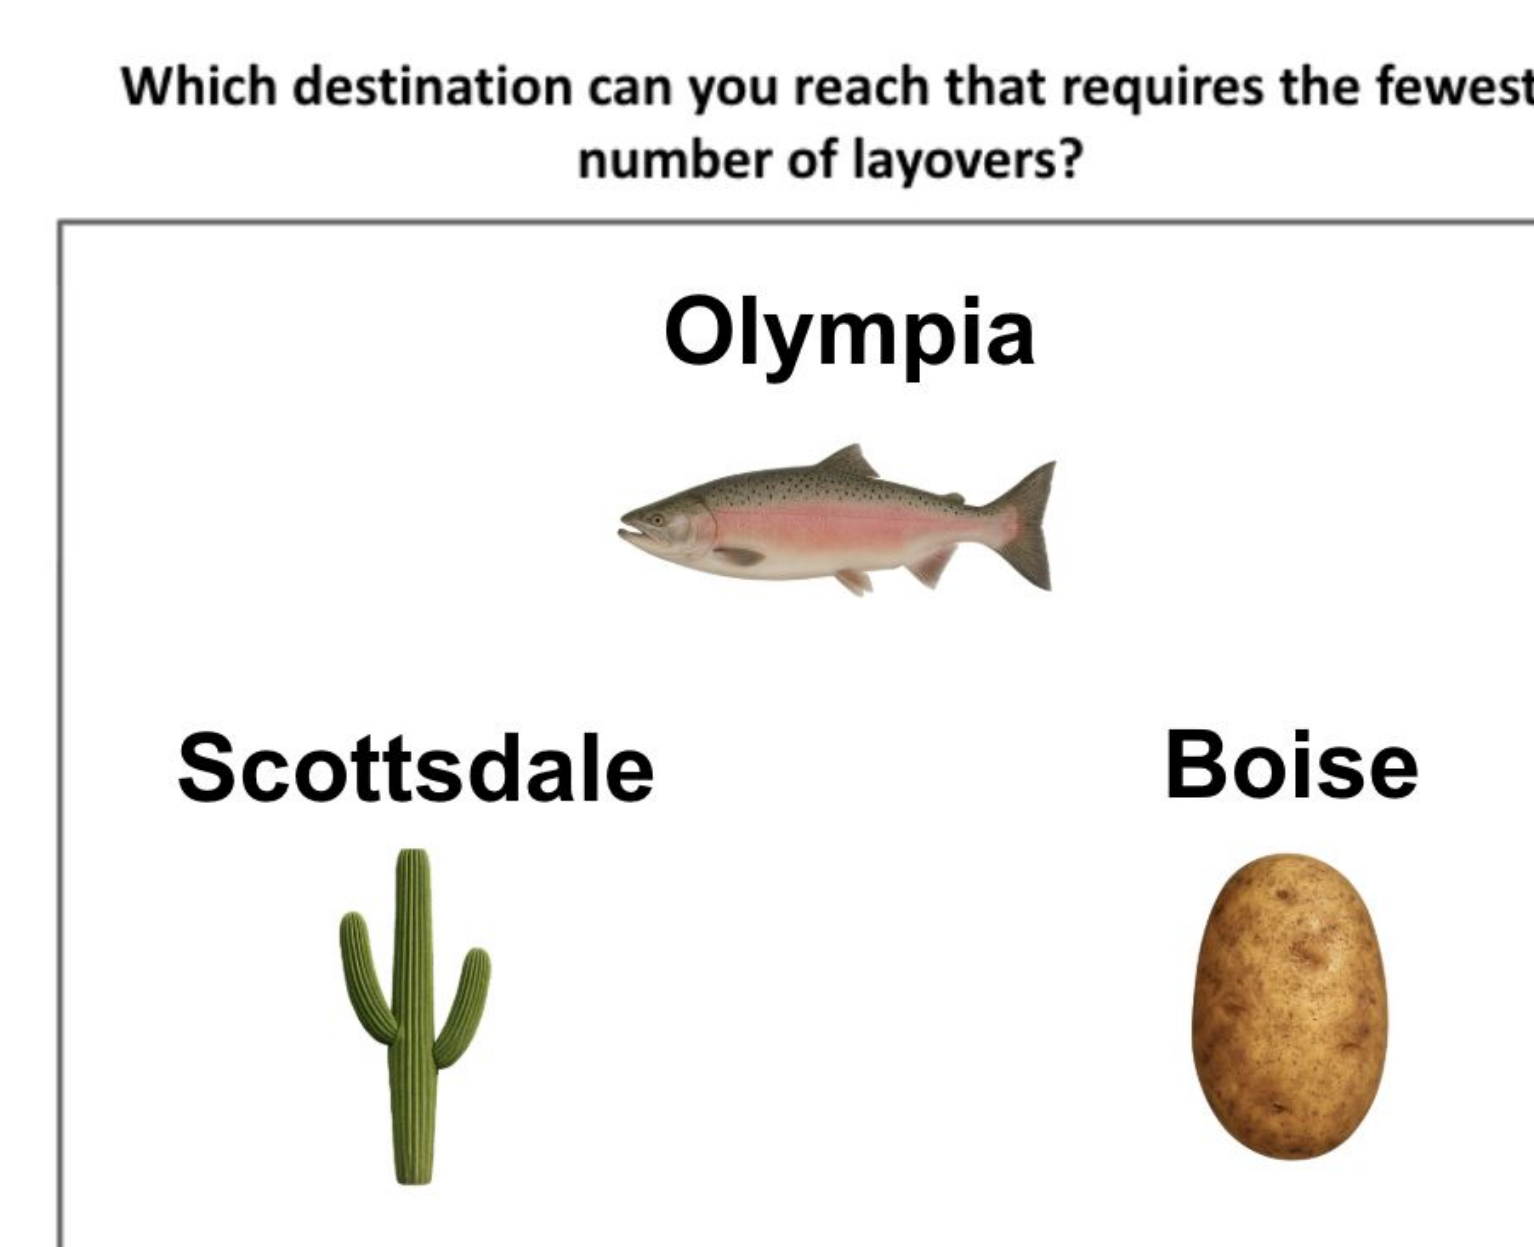 Which destination can you reach that requires the fewest
number of layovers?
Olympia
Scottsdale
Boise